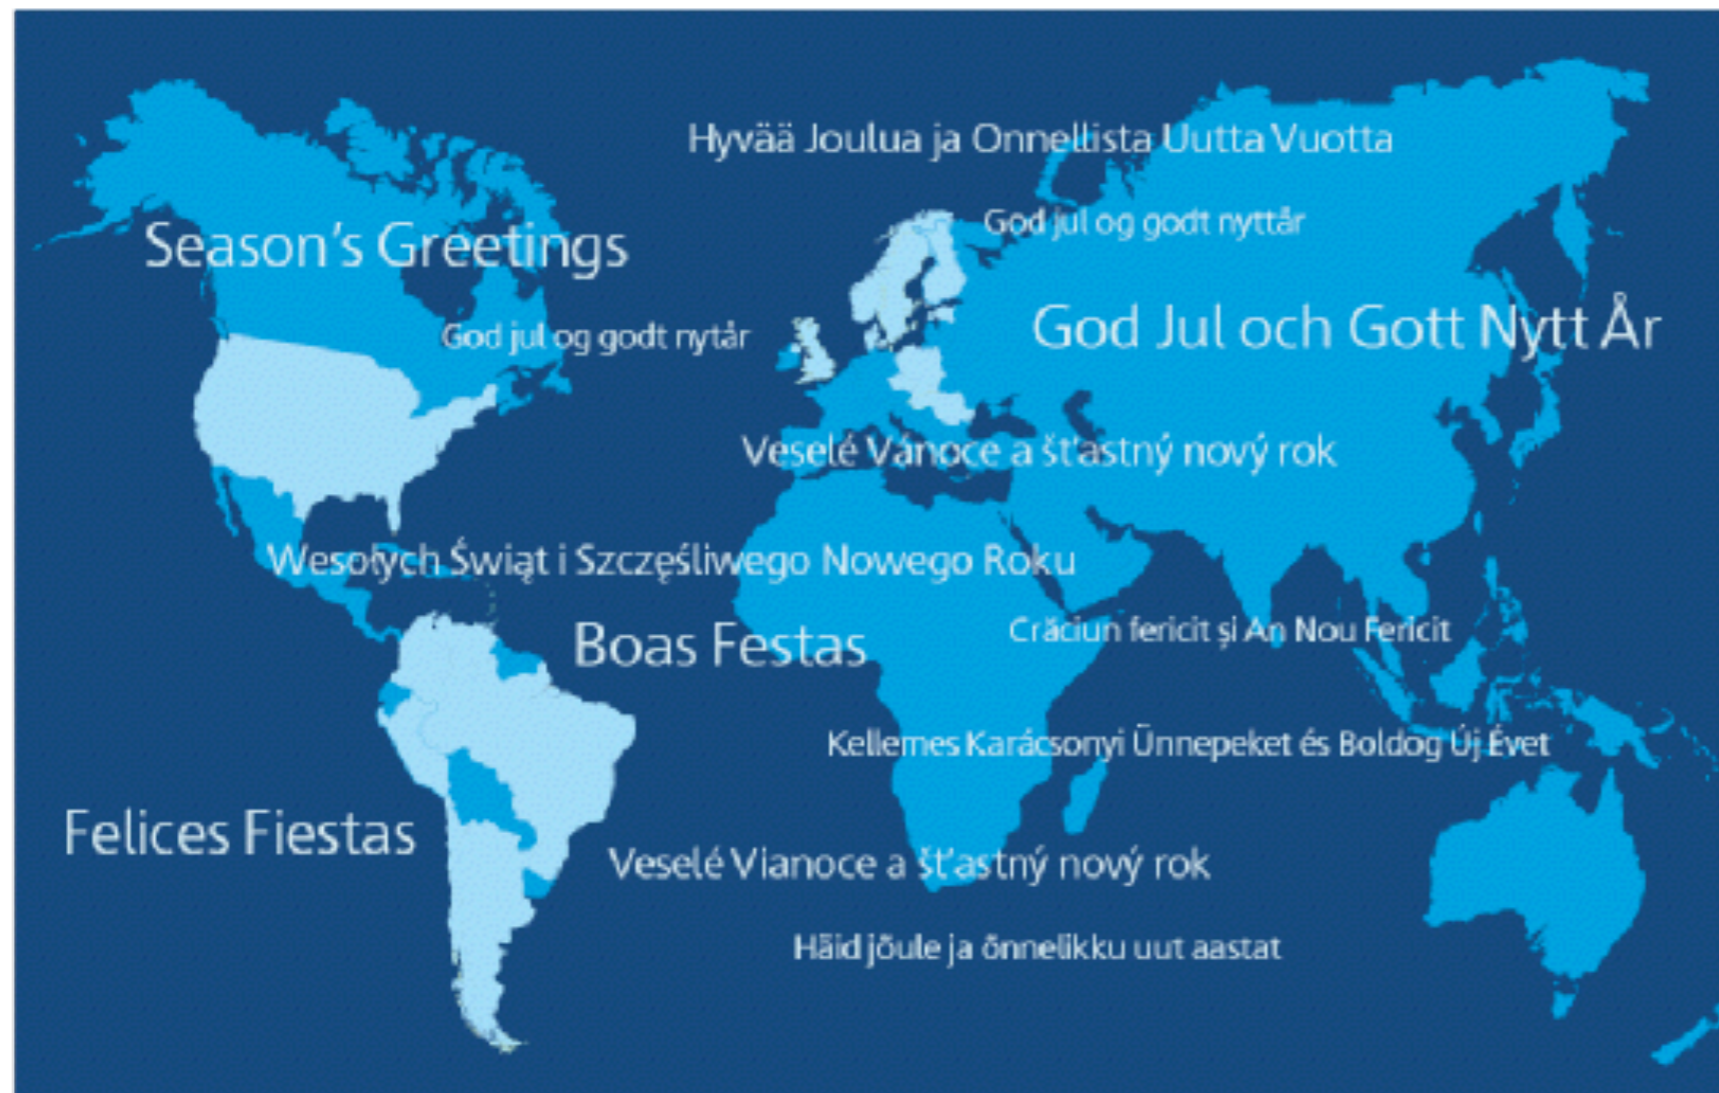 Hyvää Joulua ja Onnellista Uutta Vuotta
God jul og godt nyttår
Season's Greetings
God Jul och Gott Nytt År
God jul og godt nytår
Veselé Vánoce a šťastný nový rok
Wesołych Świąt i Szczęśliwego Nowego Roku
Crăciun fericit și An Nou Fericit
Boas Festas
Kellemes Karácsonyi Ünnepeket és Boldog Új Évet
Felices Fiestas
Veselé Vianoce a šťastný nový rok
Häid jõule ja õnnelikku uut aastat